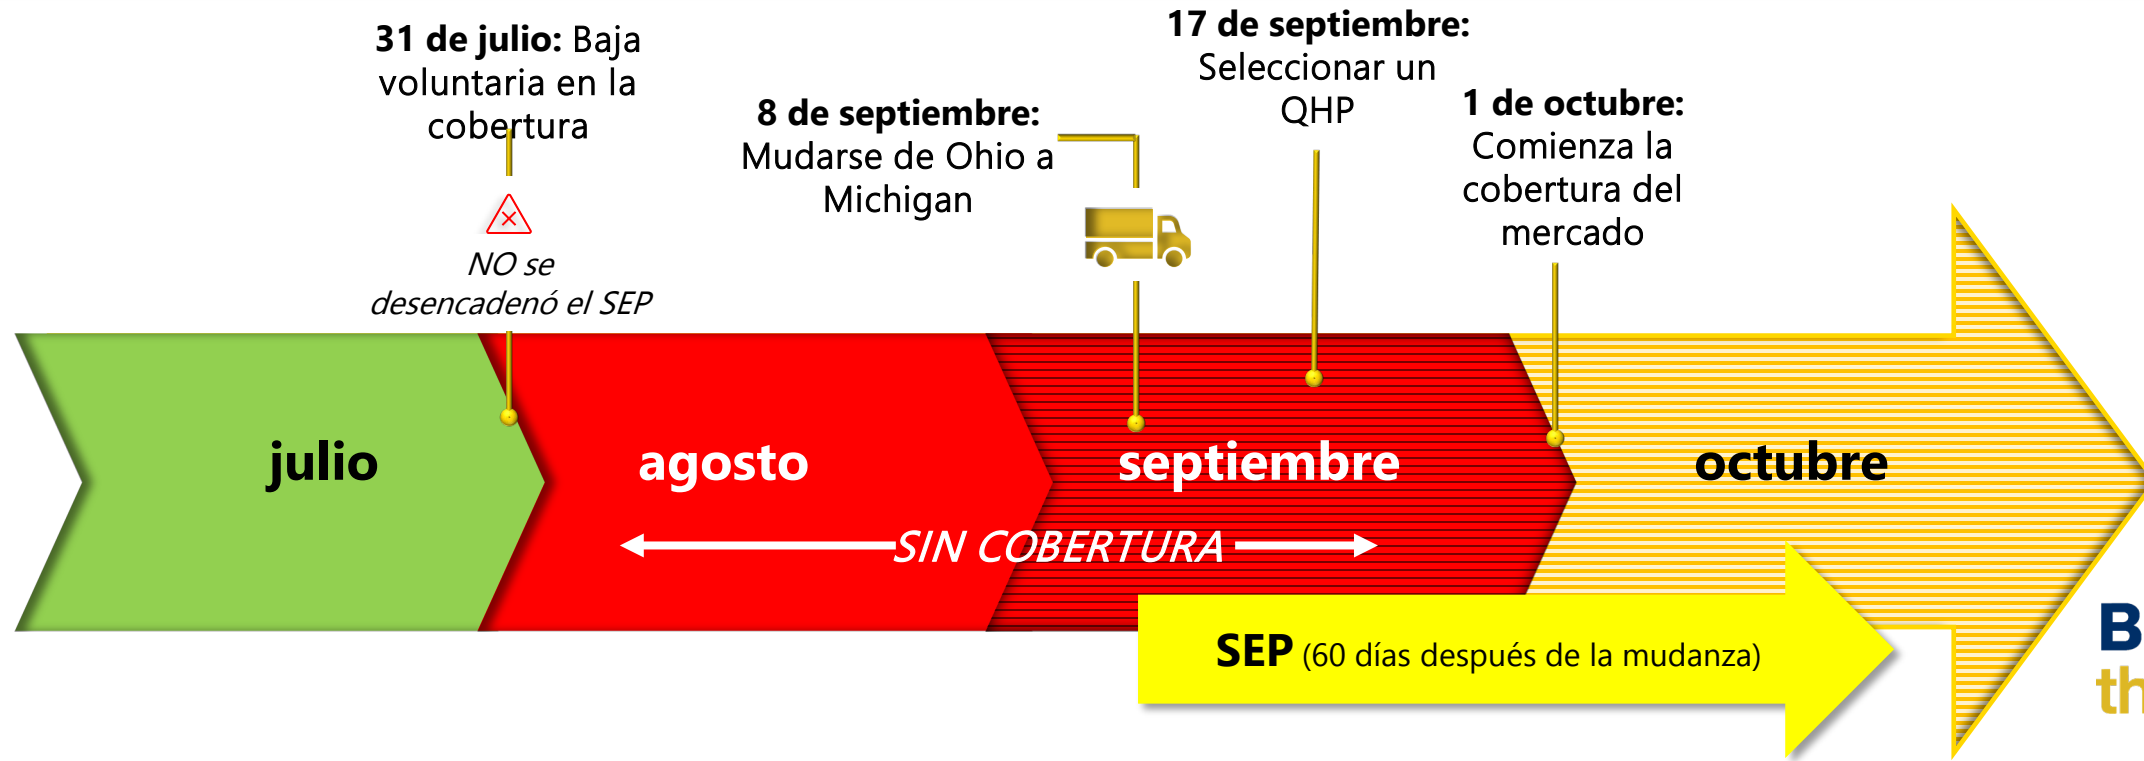 31 de julio: Baja
voluntaria en la
cobertura
NO se
desencadenó el SEP
8 de septiembre:
Mudarse de Ohio a
Michigan
17 de septiembre:
Seleccionar un
QHP
1 de octubre:
Comienza la
cobertura del
mercado
julio
agosto
septiembre
octubre
SIN COBERTURA
SEP (60 días después de la mudanza)
B
th